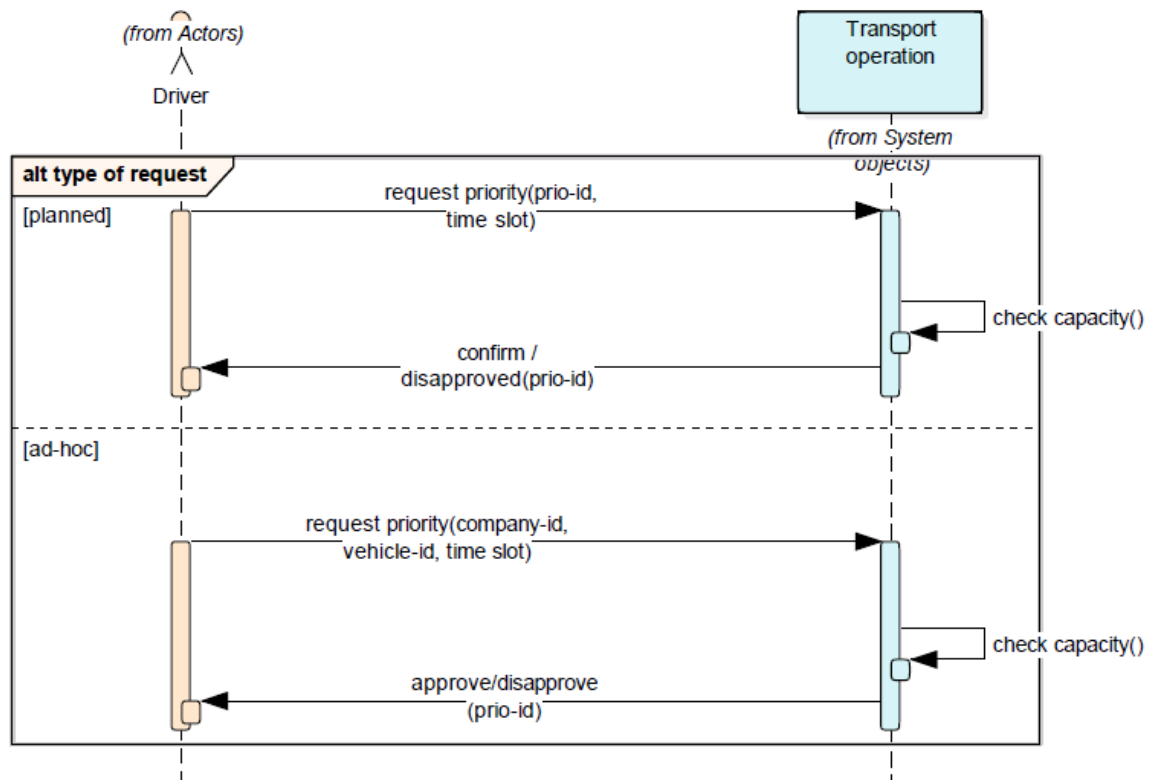 (from Actors)
Driver
Transport
operation
(from System
objects)
alt type of request
[planned]
request priority(prio-id,
time slot)
check capacity()
confirm /
disapproved(prio-id)
[ad-hoc]
request priority(company-id,
vehicle-id, time slot)
check capacity()
approve/disapprove
(prio-id)